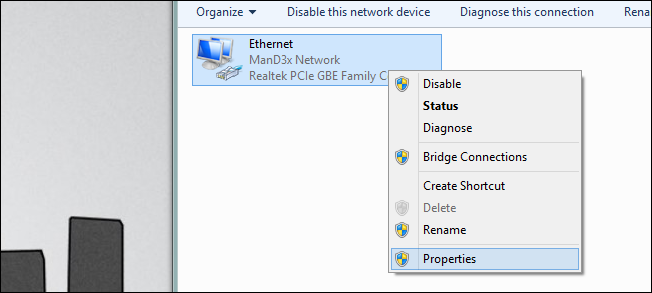 Organize Disable this network device Diagnose this connection Rena
Ethernet
ManD3x Network
Realtek PCIe GBE Family C
Disable
Status
Diagnose
Bridge Connections
Create Shortcut
Delete
Rename
Properties